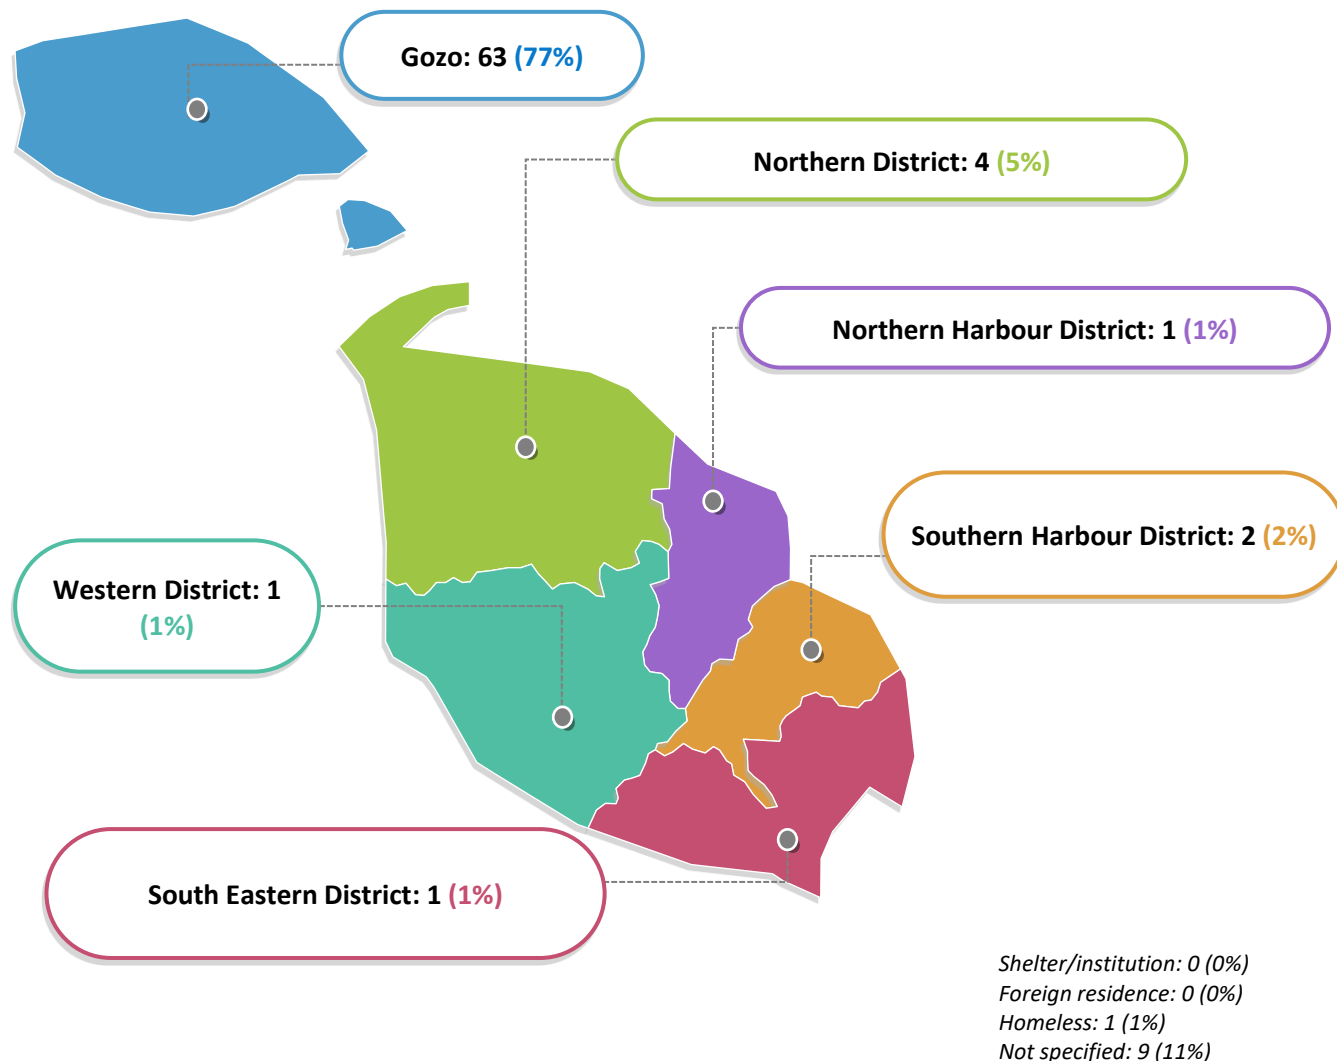 Gozo: 63 (77%)
Northern District: 4 (5%)
Northern Harbour District: 1 (1%)
Southern Harbour District: 2 (2%)
Western District: 1
(1%)
South Eastern District: 1 (1%)
Shelter/institution: 0 (0%)
Foreign residence: 0 (0%)
Homeless: 1 (1%)
Not specified: 9 (11%)